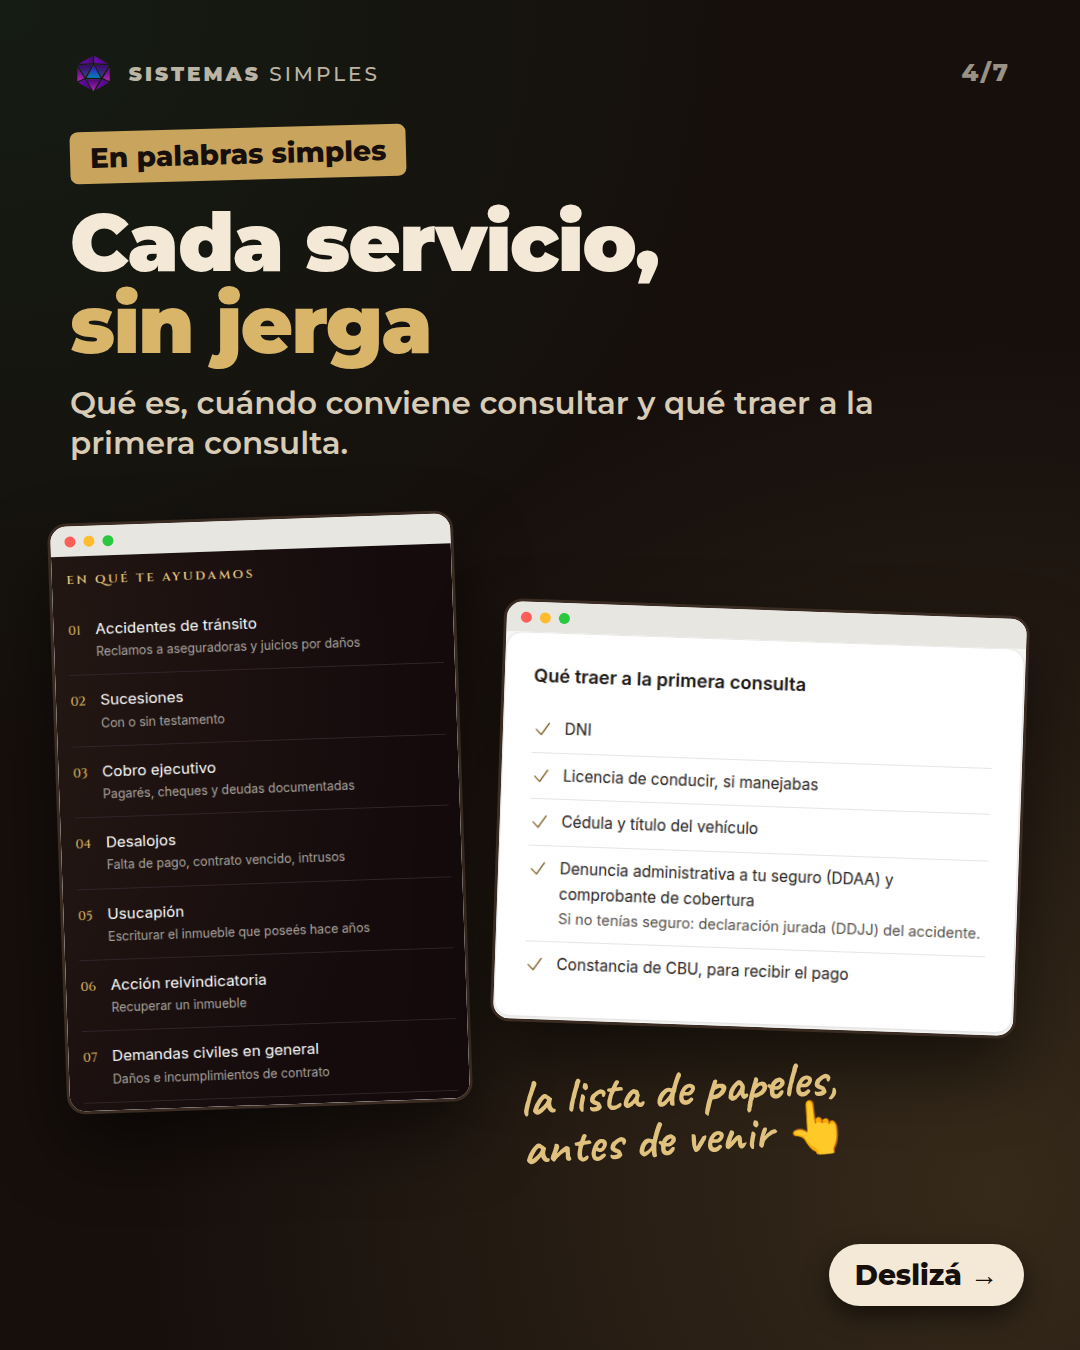 SISTEMAS SIMPLES
4/7
En palabras simples
Cada servicio,
sin jerga
Qué es, cuándo conviene consultar y qué traer a la
primera consulta.
EN QUÉ TE AYUDAMOS
01 Accidentes de tránsito
Reclamos a aseguradoras y juicios por daños
02 Sucesiones
Con o sin testamento
03 Cobro ejecutivo
Pagarés, cheques y deudas documentadas
04 Desalojos
Falta de pago, contrato vencido, intrusos
05 Usucapión
Escriturar el inmueble que poseés hace años
06 Acción reivindicatoria
Recuperar un inmueble
07 Demandas civiles en general
Daños e incumplimientos de contrato
Qué traer a la primera consulta
DNI
Licencia de conducir, si manejabas
Cédula y título del vehículo
Denuncia administrativa a tu seguro (DDAA) y
comprobante de cobertura
Si no tenías seguro: declaración jurada (DDJJ) del accidente.
Constancia de CBU, para recibir el pago
la lista de papeles,
antes de venir 👆
Deslizá →